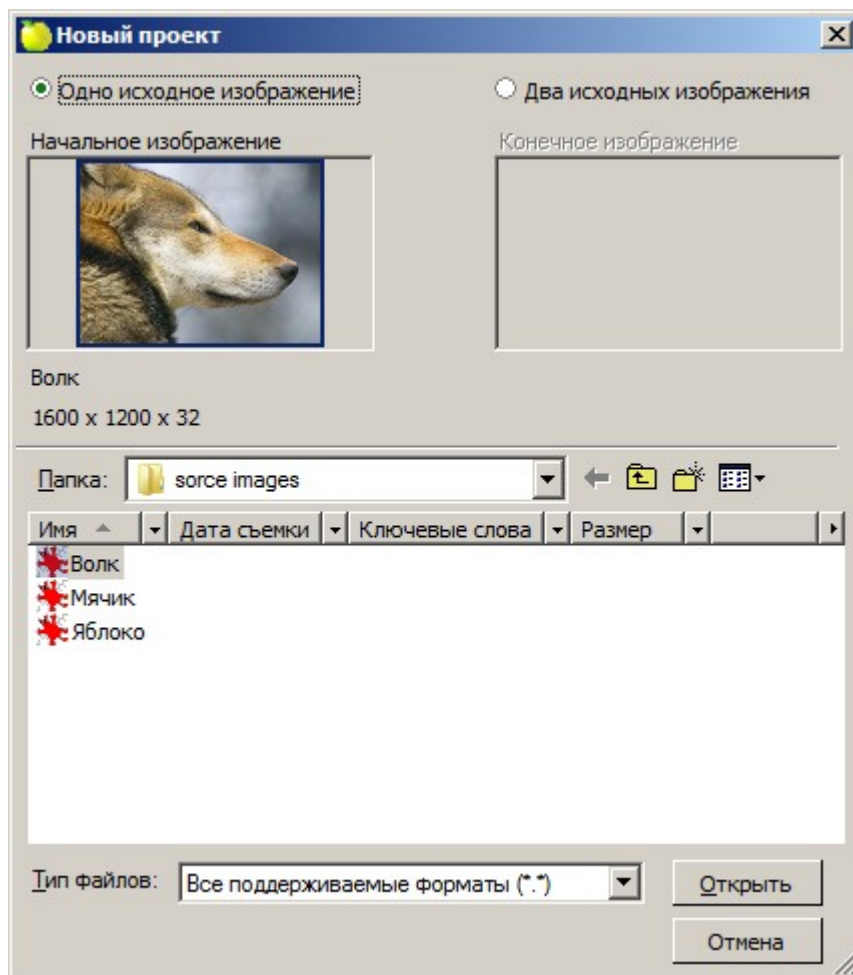 Новый проект
Одно исходное изображение
Два исходных изображения
Начальное изображение
Конечное изображение
Волк
1600 x 1200 x 32
Папка: sorce images
Имя Дата съемки Ключевые слова Размер
Волк
Мячик
Яблоко
Тип файлов: Все поддерживаемые форматы (*.*)
Открыть
Отмена